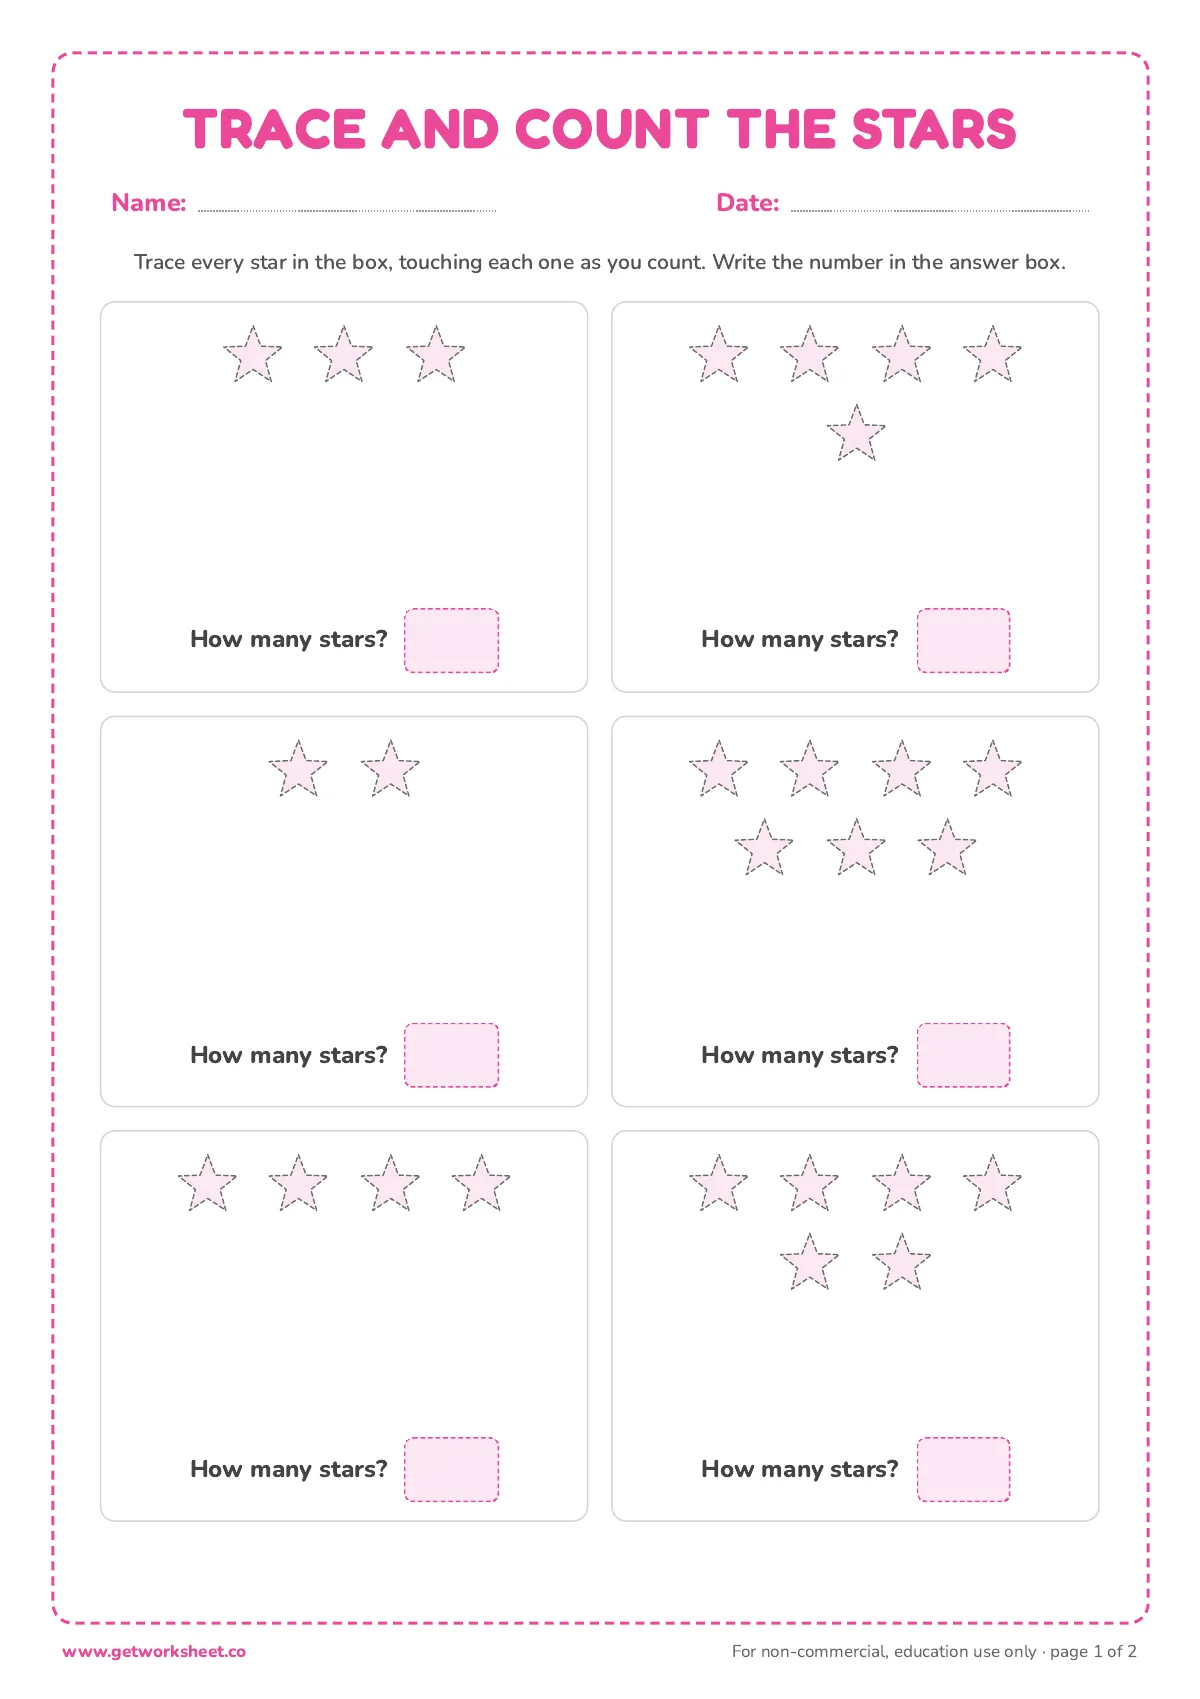 TRACE AND COUNT THE STARS
Name:
Date:
Trace every star in the box, touching each one as you count. Write the number in the answer box.
How many stars?
How many stars?
How many stars?
How many stars?
How many stars?
How many stars?
www.getworksheet.co
For non-commercial, education use only · page 1 of 2